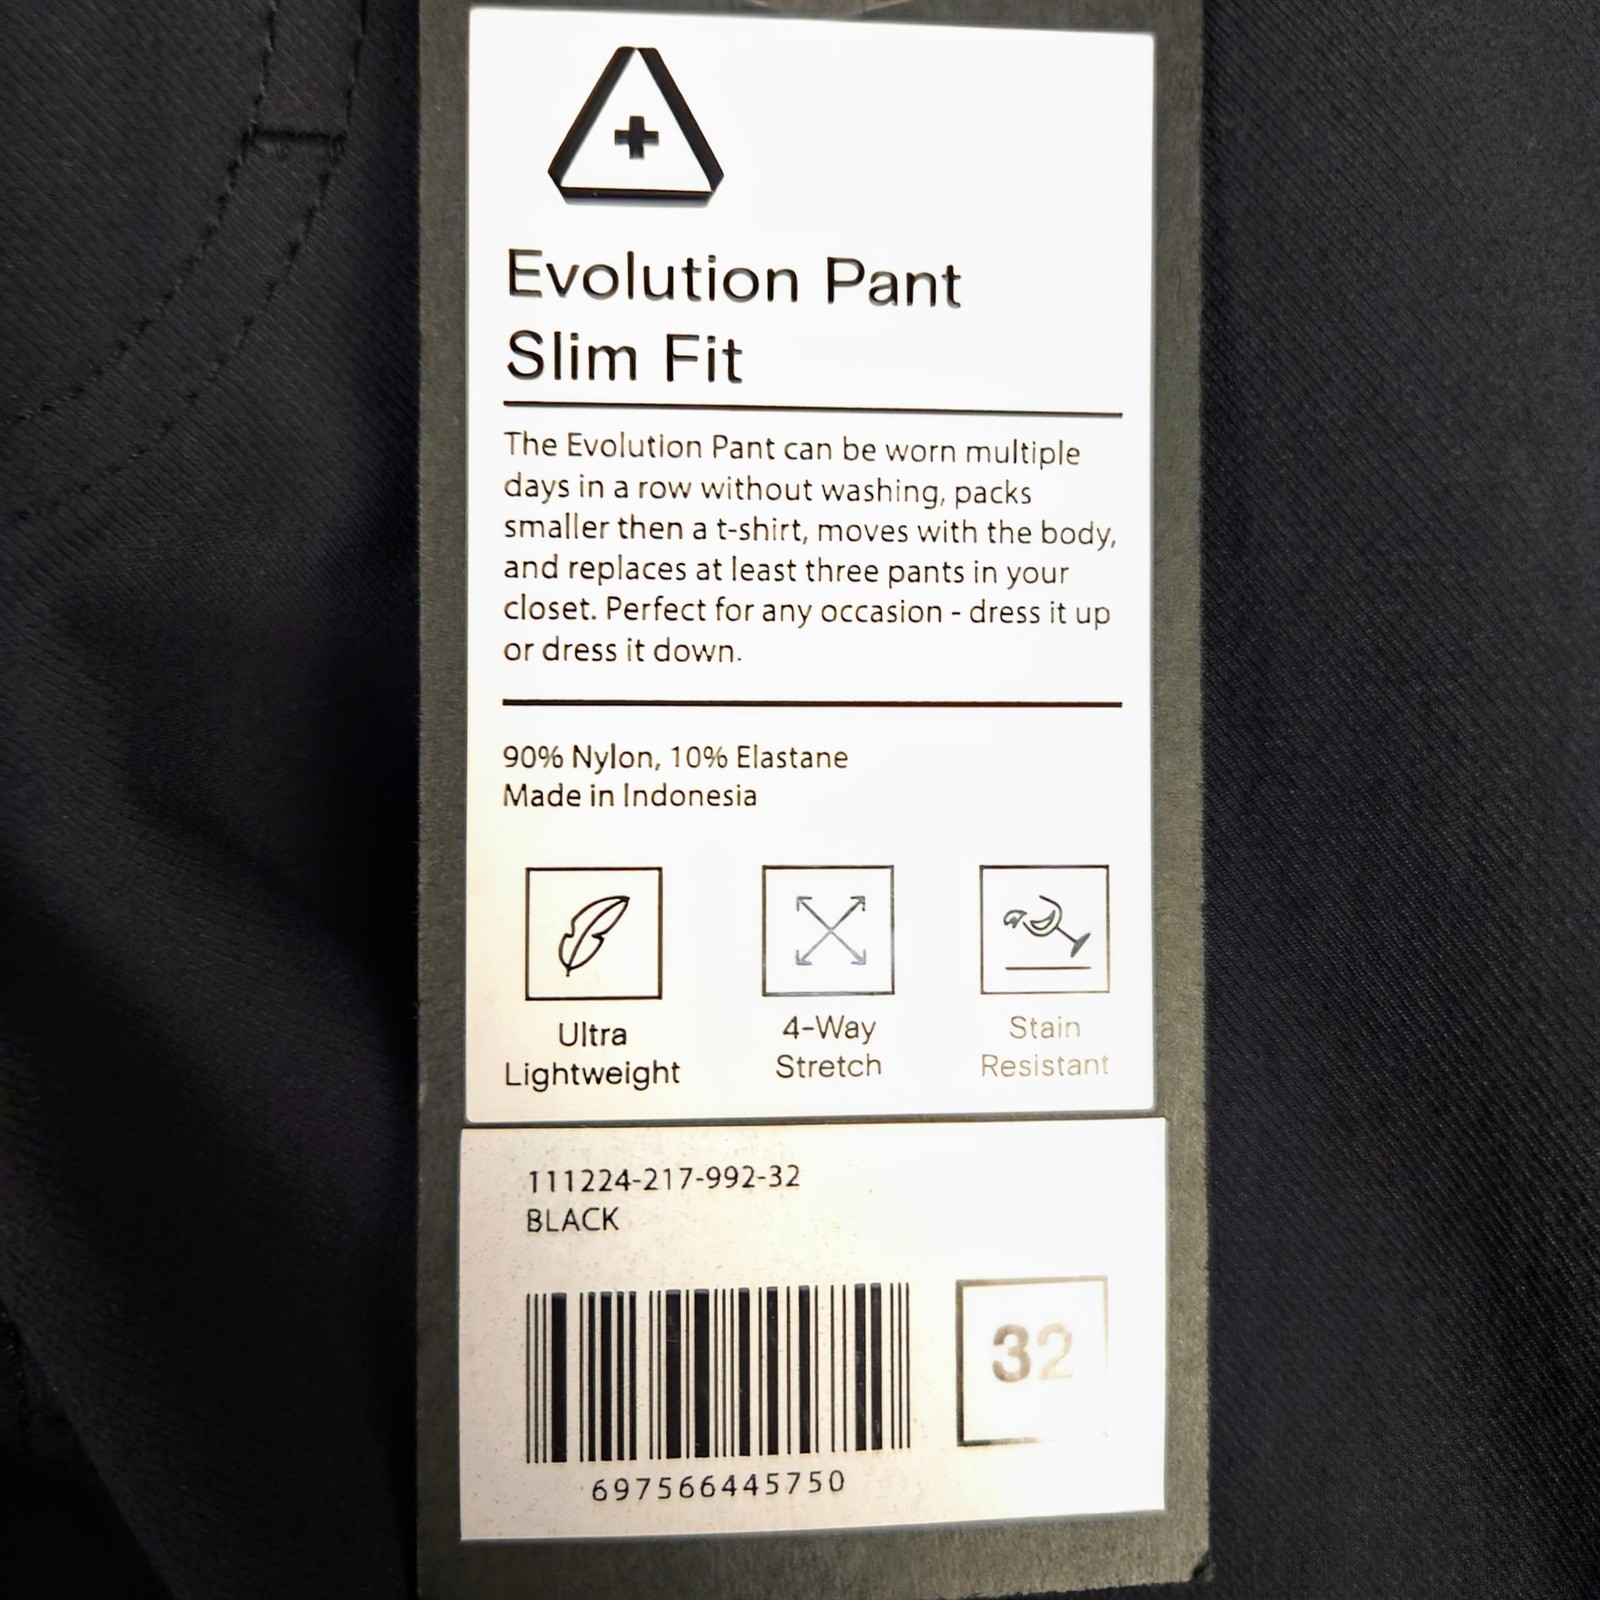 Evolution Pant
Slim Fit
The Evolution Pant can be worn multiple
days in a row without washing, packs
smaller then a t-shirt, moves with the body,
and replaces at least three pants in your
closet. Perfect for any occasion - dress it up
or dress it down.
90% Nylon, 10% Elastane
Made in Indonesia
Ultra
Lightweight
4-Way
Stretch
Stain
Resistant
111224-217-992-32
BLACK
32
697566445750